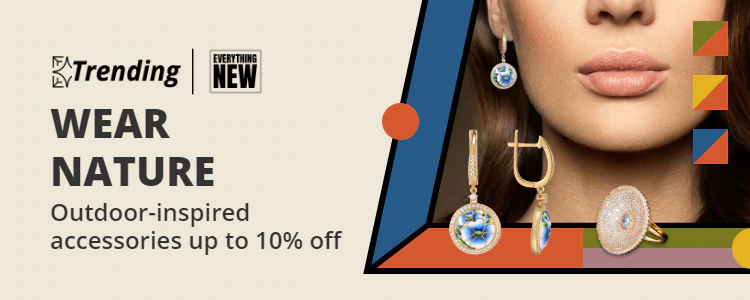 Trending
EVERYTHING
NEW
WEAR
NATURE
Outdoor-inspired
accessories up to 10% off